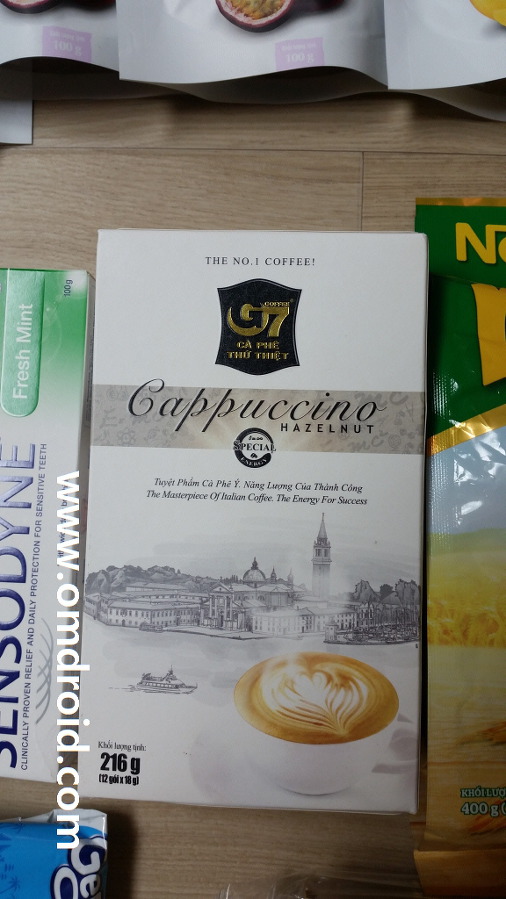 100 g
100 g
THE NO.1 COFFEE!
COFFEE
G7
CÀ PHÊ
THỨ THIỆT
Cappuccino
HAZELNUT
SPECIAL
ENERGY
Tuyệt Phẩm Cà Phê Ý. Năng Lượng Của Thành Công
The Masterpiece Of Italian Coffee. The Energy For Success
Khối lượng tịnh:
216 g
(12 gói x 18 g)
100g
Fresh Mint
SENSODYNE
CLINICALLY PROVEN RELIEF AND DAILY PROTECTION FOR SENSITIVE TEETH
www.omdroid.com
KHỐI LƯỢ
400 g